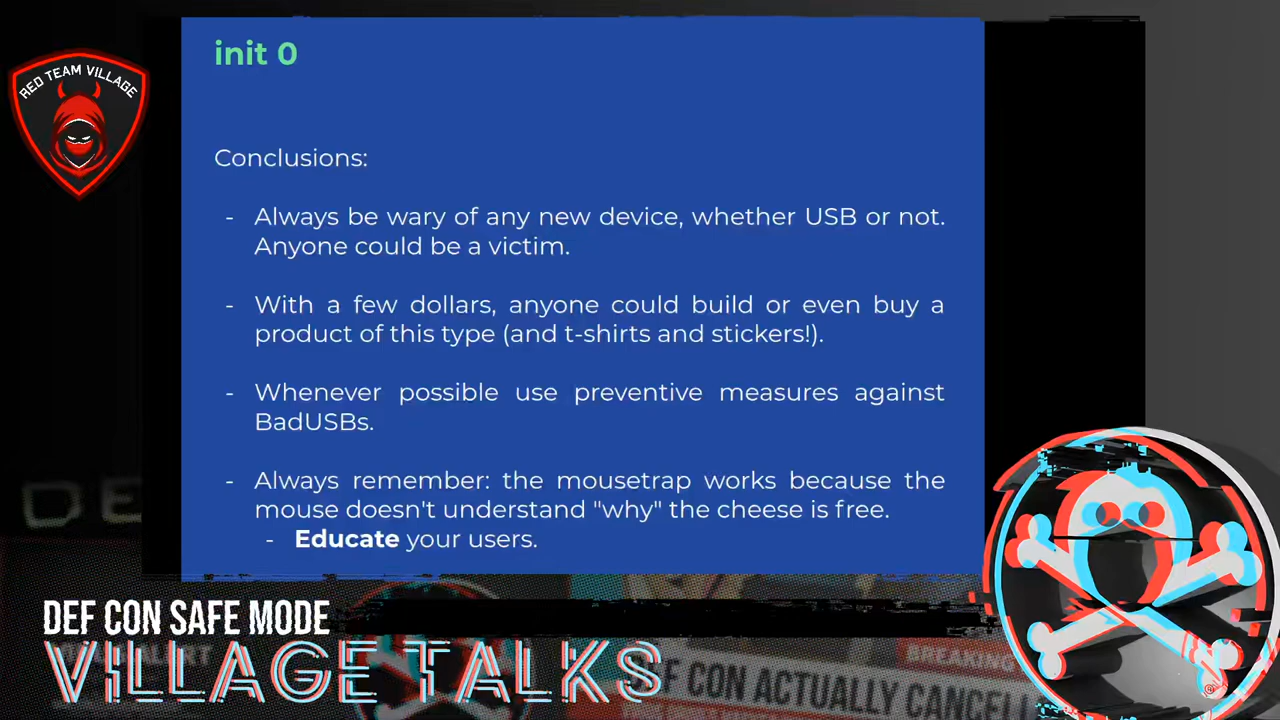 init 0
RED TEAM VILLAGE
Conclusions:
- Always be wary of any new device, whether USB or not.
Anyone could be a victim.
- With a few dollars, anyone could build or even buy a
product of this type (and t-shirts and stickers!).
- Whenever possible use preventive measures against
BadUSBs.
- Always remember: the mousetrap works because the
mouse doesn't understand "why" the cheese is free.
- Educate your users.
DEF CON SAFE MODE
VILLAGE TALKS
BREAKING
DEF CON ACTUALLY